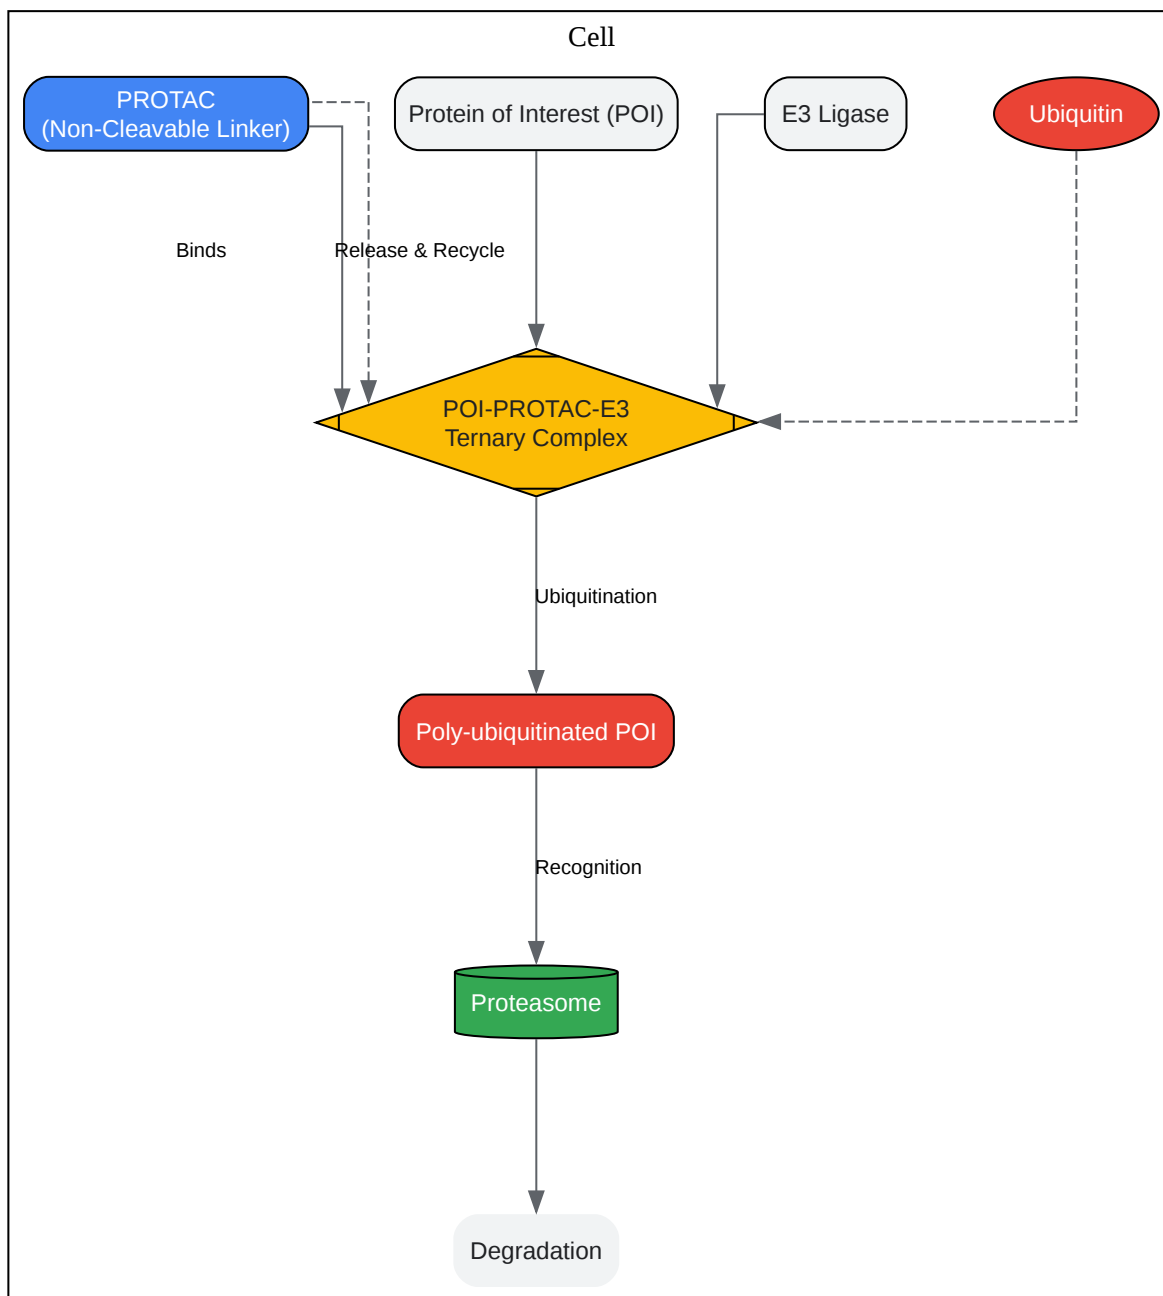 Cell
PROTAC
(Non-Cleavable Linker)
Protein of Interest (POI)
E3 Ligase
Ubiquitin
Binds
Release & Recycle
POI-PROTAC-E3
Ternary Complex
Ubiquitination
Poly-ubiquitinated POI
Recognition
Proteasome
Degradation